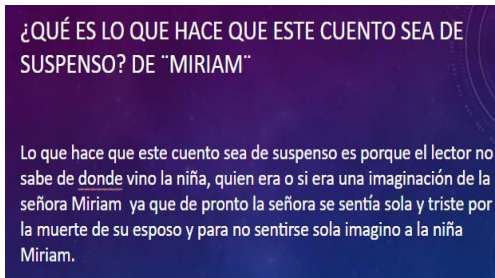 ¿QUÉ ES LO QUE HACE QUE ESTE CUENTO SEA DE
SUSPENSO? DE ¨MIRIAM¨
Lo que hace que este cuento sea de suspenso es porque el lector no
sabe de donde vino la niña, quien era o si era una imaginación de la
señora Miriam  ya que de pronto la señora se sentía sola y triste por
la muerte de su esposo y para no sentirse sola imagino a la niña
Miriam.